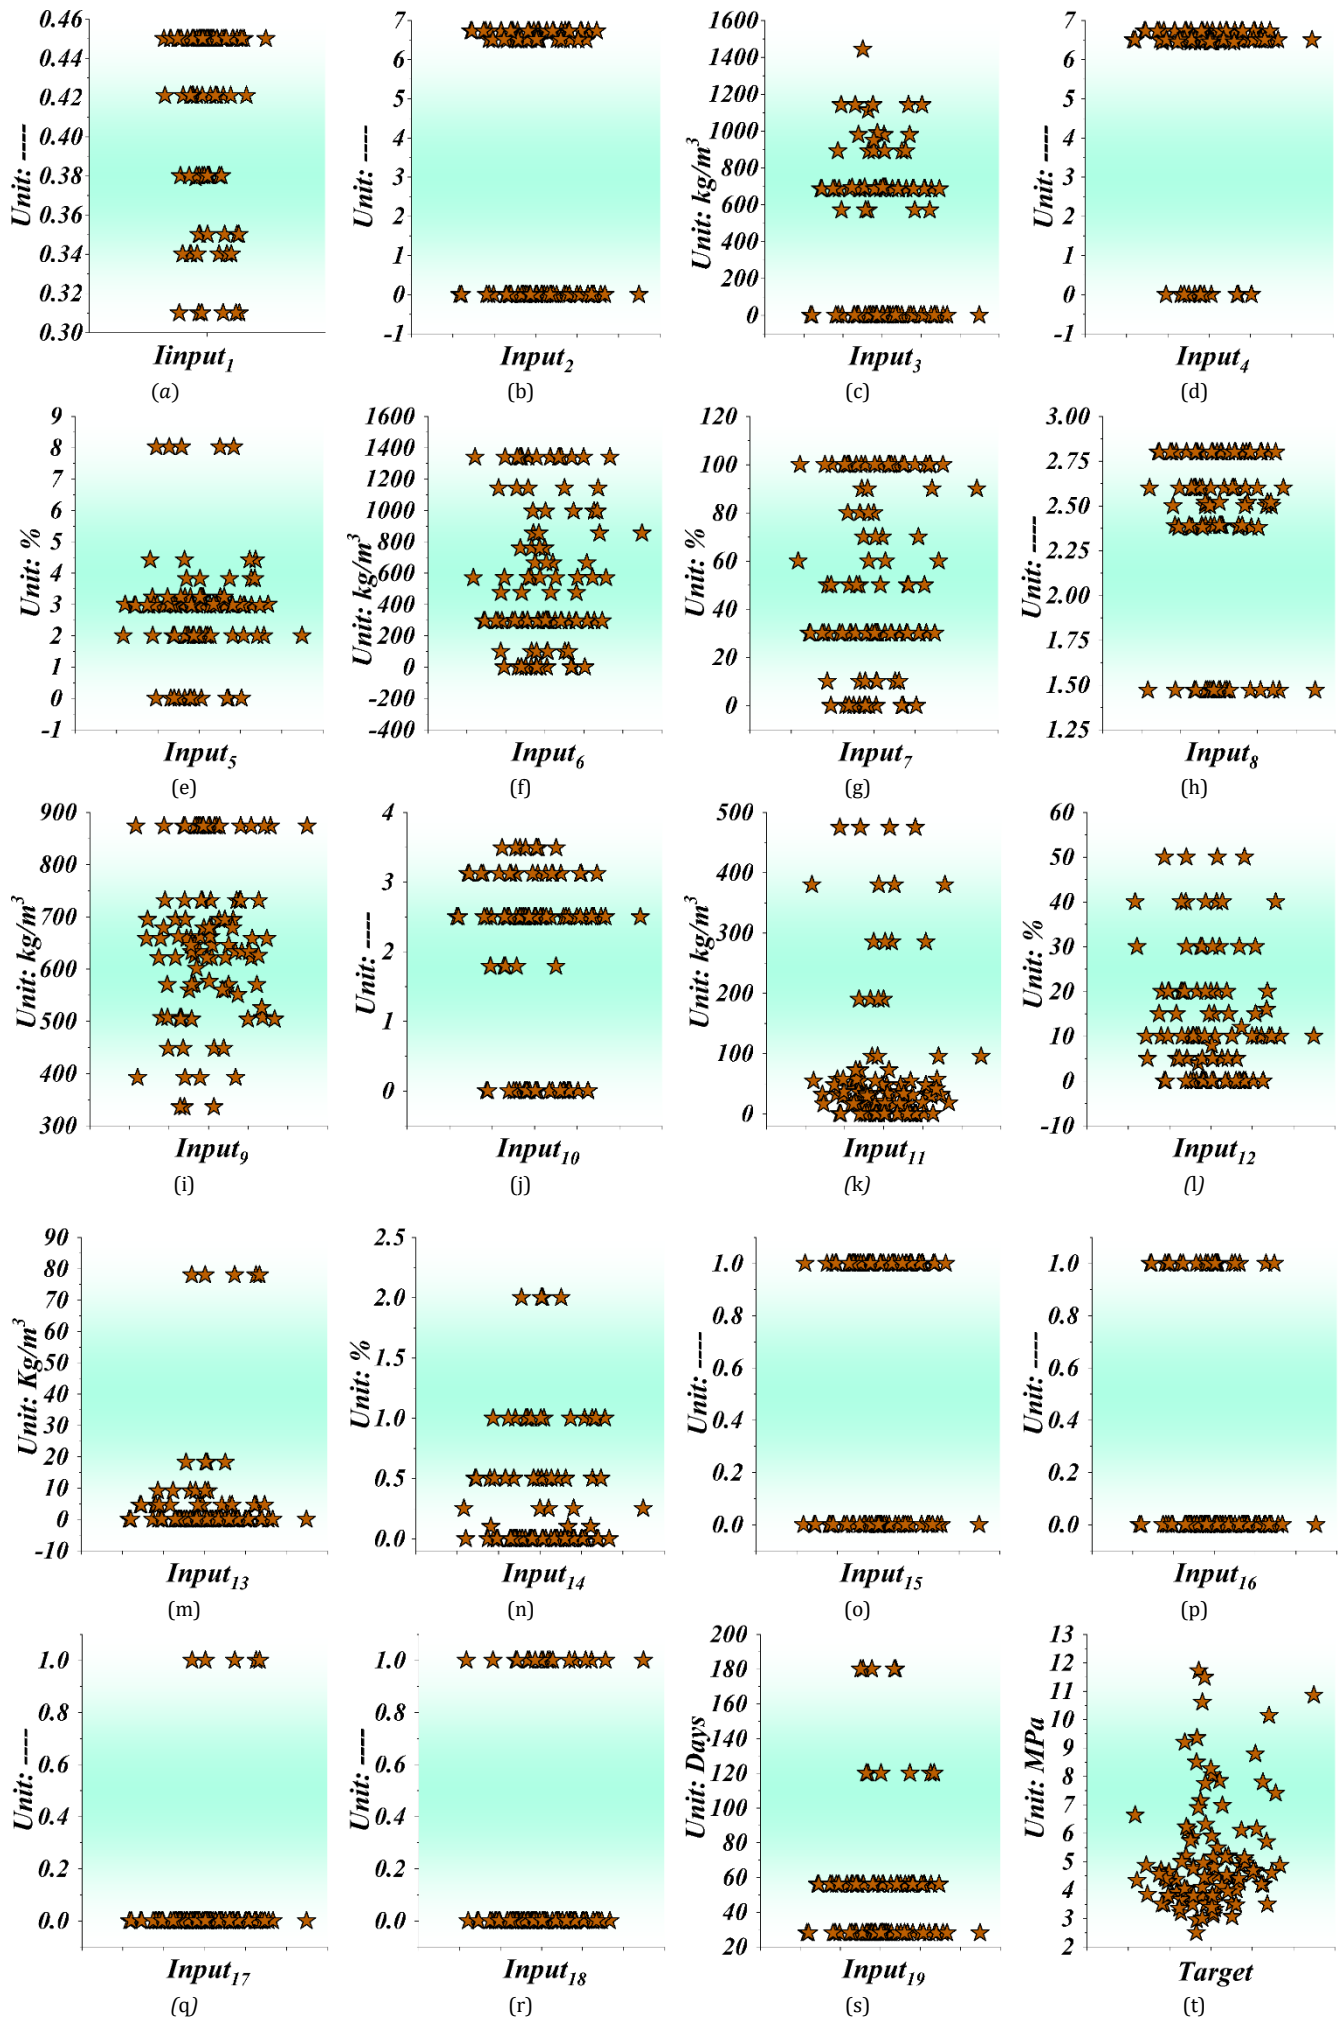 0.46
0.44
0.42
0.40
0.38
0.36
0.34
0.32
0.30
Unit: ----
Iinput1
(a)
7
6
5
4
3
2
1
0
-1
Unit: ----
Input2
(b)
1600
1400
1200
1000
800
600
400
200
0
Unit: kg/m³
Input3
(c)
7
6
5
4
3
2
1
0
-1
Unit: ----
Input4
(d)
9
8
7
6
5
4
3
2
1
0
-1
Unit: %
Input5
(e)
1600
1400
1200
1000
800
600
400
200
0
-200
-400
Unit: kg/m³
Input6
(f)
120
100
80
60
40
20
0
Unit: %
Input7
(g)
3.00
2.75
2.50
2.25
2.00
1.75
1.50
1.25
Unit: ----
Input8
(h)
900
800
700
600
500
400
300
Unit: kg/m³
Input9
(i)
4
3
2
1
0
Unit: ----
Input10
(j)
500
400
300
200
100
0
Unit: kg/m³
Input11
(k)
60
50
40
30
20
10
0
-10
Unit: %
Input12
(l)
90
80
70
60
50
40
30
20
10
0
-10
Unit: Kg/m³
Input13
(m)
2.5
2.0
1.5
1.0
0.5
0.0
Unit: %
Input14
(n)
1.0
0.8
0.6
0.4
0.2
0.0
Unit: ----
Input15
(o)
1.0
0.8
0.6
0.4
0.2
0.0
Unit: ----
Input16
(p)
1.0
0.8
0.6
0.4
0.2
0.0
Unit: ----
Input17
(q)
1.0
0.8
0.6
0.4
0.2
0.0
Unit: ----
Input18
(r)
200
180
160
140
120
100
80
60
40
20
Unit: Days
Input19
(s)
13
12
11
10
9
8
7
6
5
4
3
2
Unit: MPa
Target
(t)